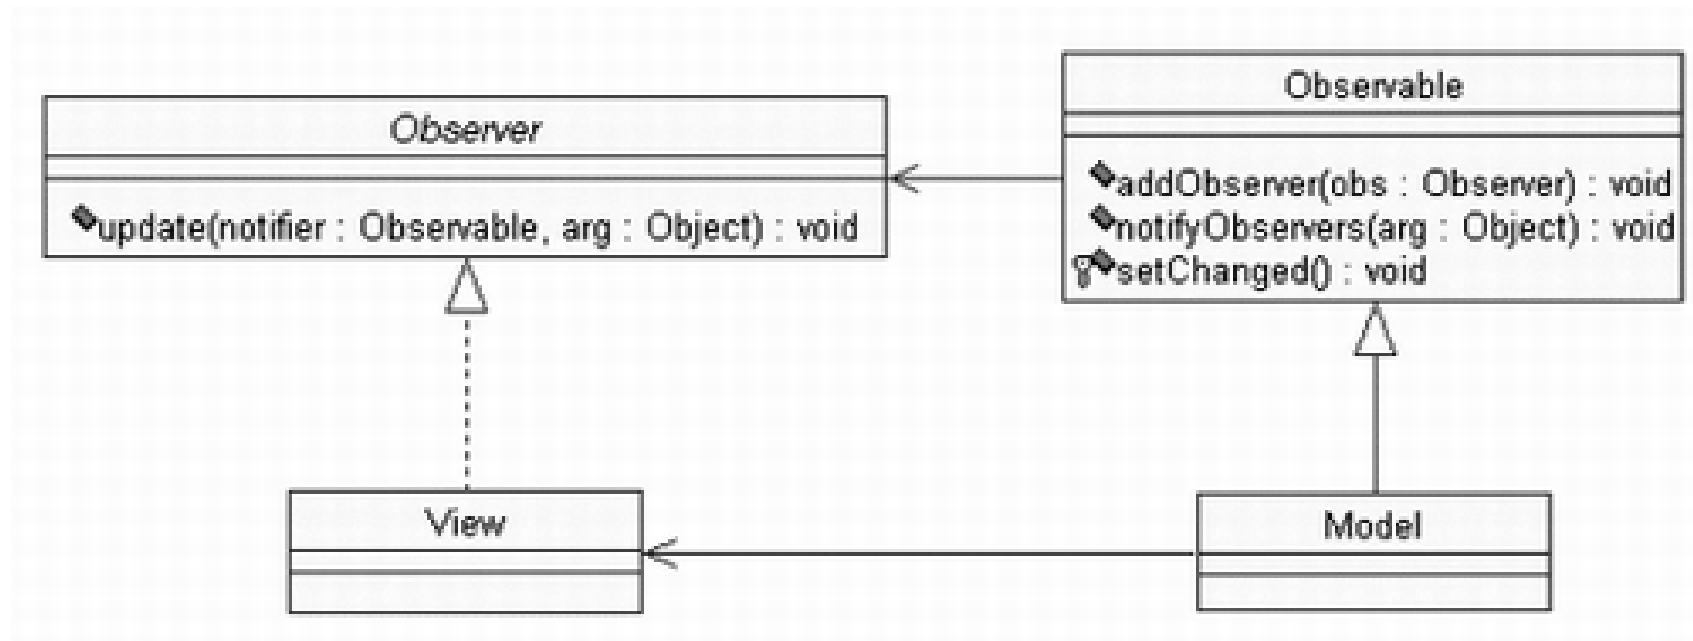 Observer
update(notifier : Observable, arg : Object) : void
Observable
addObserver(obs : Observer) : void
notifyObservers(arg : Object) : void
setChanged() : void
View
Model